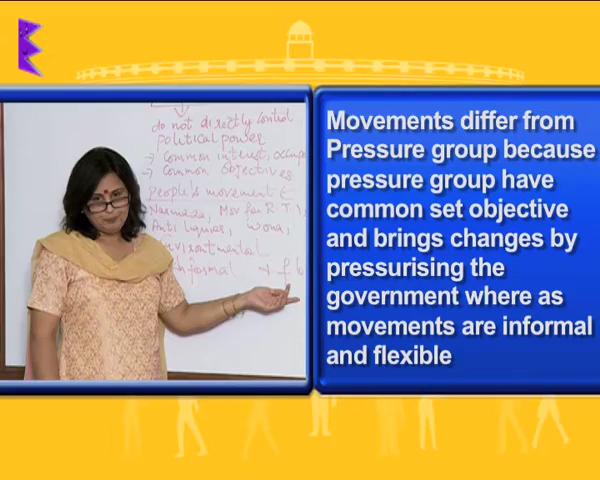 do not directly control
political power
→ Common interest, occup
→ Common Objectives
People's movement
Narmada, Mov for R T I,
Anti liquor, Wom,
Environmental
Informal →
Movements differ from
Pressure group because
pressure group have
common set objective
and brings changes by
pressurising the
government where as
movements are informal
and flexible